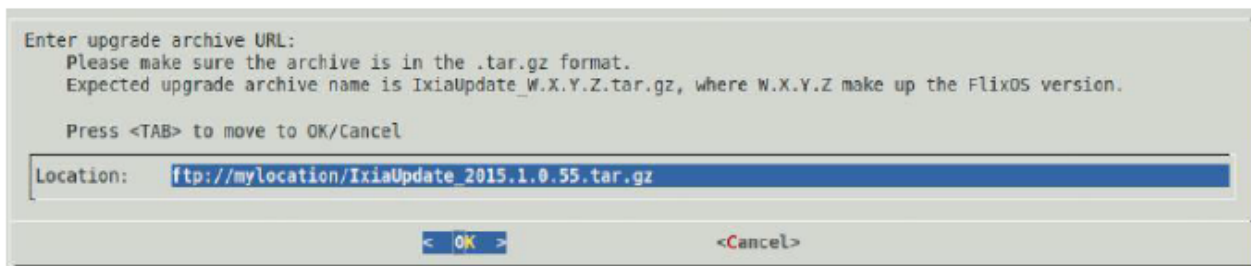 Enter upgrade archive URL:
Please make sure the archive is in the .tar.gz format.
Expected upgrade archive name is IxiaUpdate_W.X.Y.Z.tar.gz, where W.X.Y.Z make up the FlixOS version.
Press <TAB> to move to OK/Cancel
Location: ftp://mylocation/IxiaUpdate_2015.1.0.55.tar.gz
< OK > <Cancel>